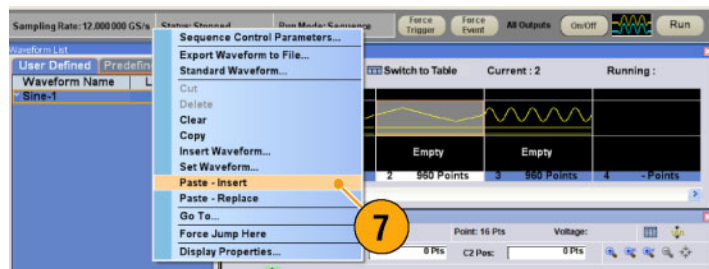 Sampling Rate: 12.000 000 GS/s Status: Stopped Run Mode: Sequence Force Trigger Force Event All Outputs On/Off Run
Waveform List
User Defined Predefin
Waveform Name L
Sine-1
Sequence Control Parameters...
Export Waveform to File...
Standard Waveform...
Cut
Delete
Clear
Copy
Insert Waveform...
Set Waveform...
Paste - Insert
Paste - Replace
Go To...
Force Jump Here
Display Properties...
7
Switch to Table Current : 2 Running :
Empty Empty
2 960 Points 3 960 Points 4 - Points
Point: 16 Pts Voltage:
0 Pts C2 Pos: 0 Pts